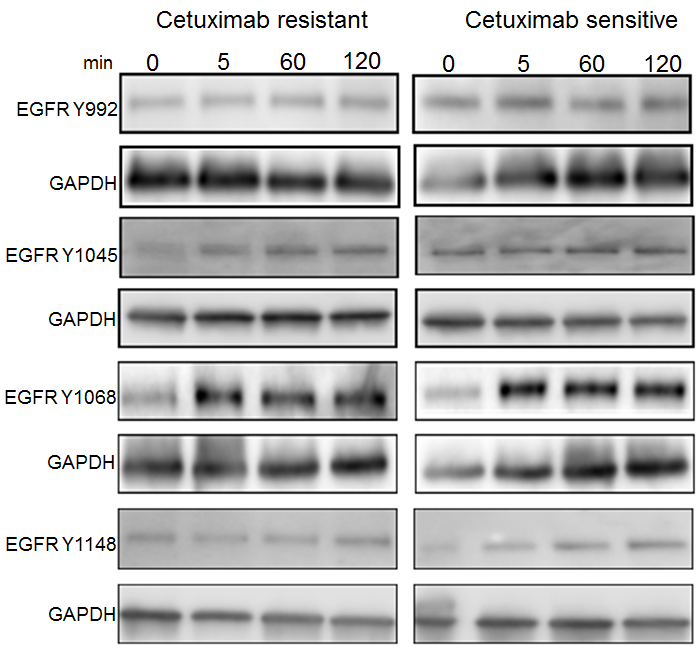 Cetuximab resistant Cetuximab sensitive
min 0 5 60 120 0 5 60 120
EGFR Y992
GAPDH
EGFR Y1045
GAPDH
EGFR Y1068
GAPDH
EGFR Y1148
GAPDH